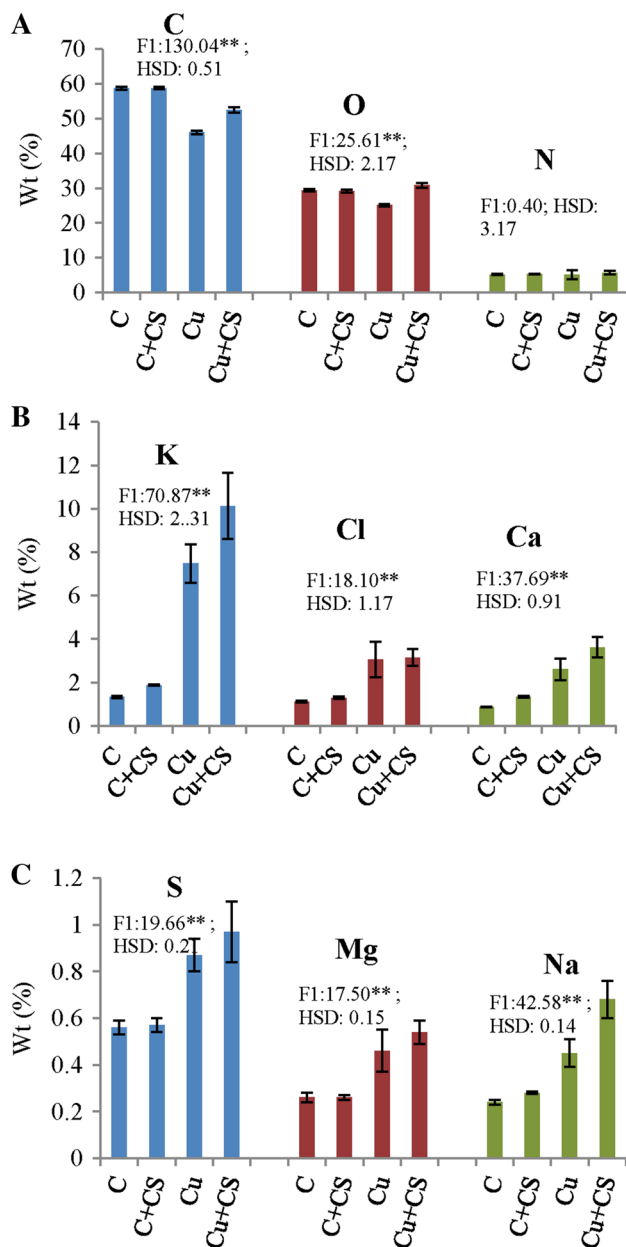 A
C
F1:130.04** ;
HSD: 0.51
O
F1:25.61**;
HSD: 2.17
N
F1:0.40; HSD:
3.17
Wt (%)
70
60
50
40
30
20
10
0
C
C+CS
Cu
Cu+CS
C
C+CS
Cu
Cu+CS
C
C+CS
Cu
Cu+CS
B
K
F1:70.87**
HSD: 2..31
Cl
F1:18.10**
HSD: 1.17
Ca
F1:37.69**
HSD: 0.91
Wt (%)
14
12
10
8
6
4
2
0
C
C+CS
Cu
Cu+CS
C
C+CS
Cu
Cu+CS
C
C+CS
Cu
Cu+CS
C
S
F1:19.66** ;
HSD: 0.21
Mg
F1:17.50** ;
HSD: 0.15
Na
F1:42.58** ;
HSD: 0.14
Wt (%)
1.2
1
0.8
0.6
0.4
0.2
0
C
C+CS
Cu
Cu+CS
C
C+CS
Cu
Cu+CS
C
C+CS
Cu
Cu+CS